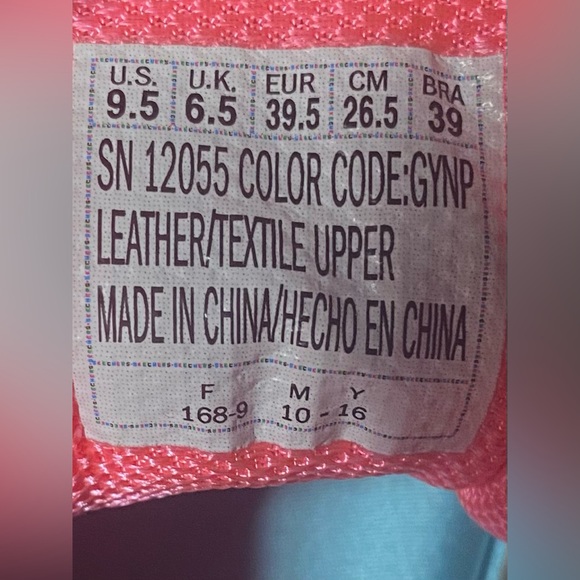 U.S. U.K. EUR CM BRA
9.5 6.5 39.5 26.5 39
SN 12055 COLOR CODE:GYNP
LEATHER/TEXTILE UPPER
MADE IN CHINA/HECHO EN CHINA
F M Y
168-9 10 - 16